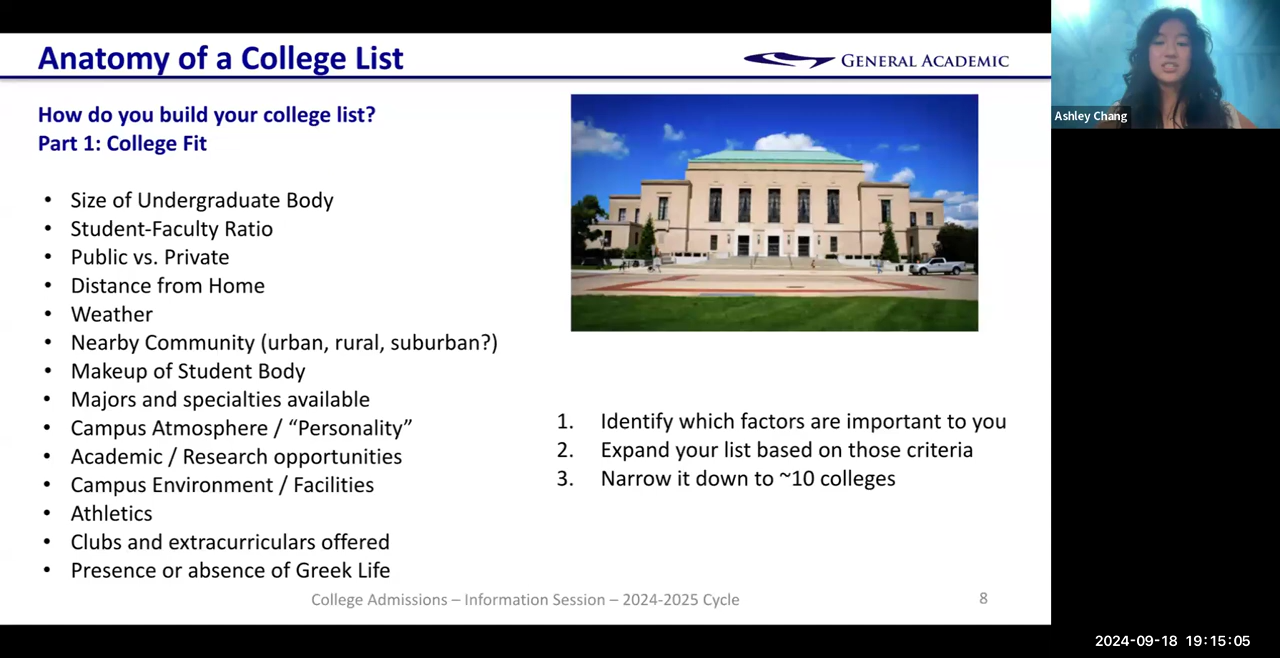 Anatomy of a College List
GENERAL ACADEMIC
How do you build your college list?
Part 1: College Fit
• Size of Undergraduate Body
• Student-Faculty Ratio
• Public vs. Private
• Distance from Home
• Weather
• Nearby Community (urban, rural, suburban?)
• Makeup of Student Body
• Majors and specialties available
• Campus Atmosphere / “Personality”
• Academic / Research opportunities
• Campus Environment / Facilities
• Athletics
• Clubs and extracurriculars offered
• Presence or absence of Greek Life
1. Identify which factors are important to you
2. Expand your list based on those criteria
3. Narrow it down to ~10 colleges
College Admissions – Information Session – 2024-2025 Cycle
8
Ashley Chang
2024-09-18 19:15:05